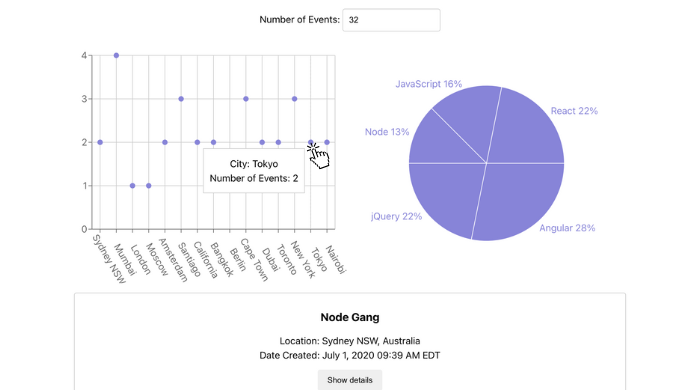 Number of Events: 32
4
3
2
1
0
City: Tokyo
Number of Events: 2
Sydney NSW
Mumbai
London
Moscow
Amsterdam
Santiago
California
Bangkok
Berlin
Cape Town
Dubai
Toronto
New York
Tokyo
Nairobi
JavaScript 16%
React 22%
Node 13%
jQuery 22%
Angular 28%
Node Gang
Location: Sydney NSW, Australia
Date Created: July 1, 2020 09:39 AM EDT
Show details